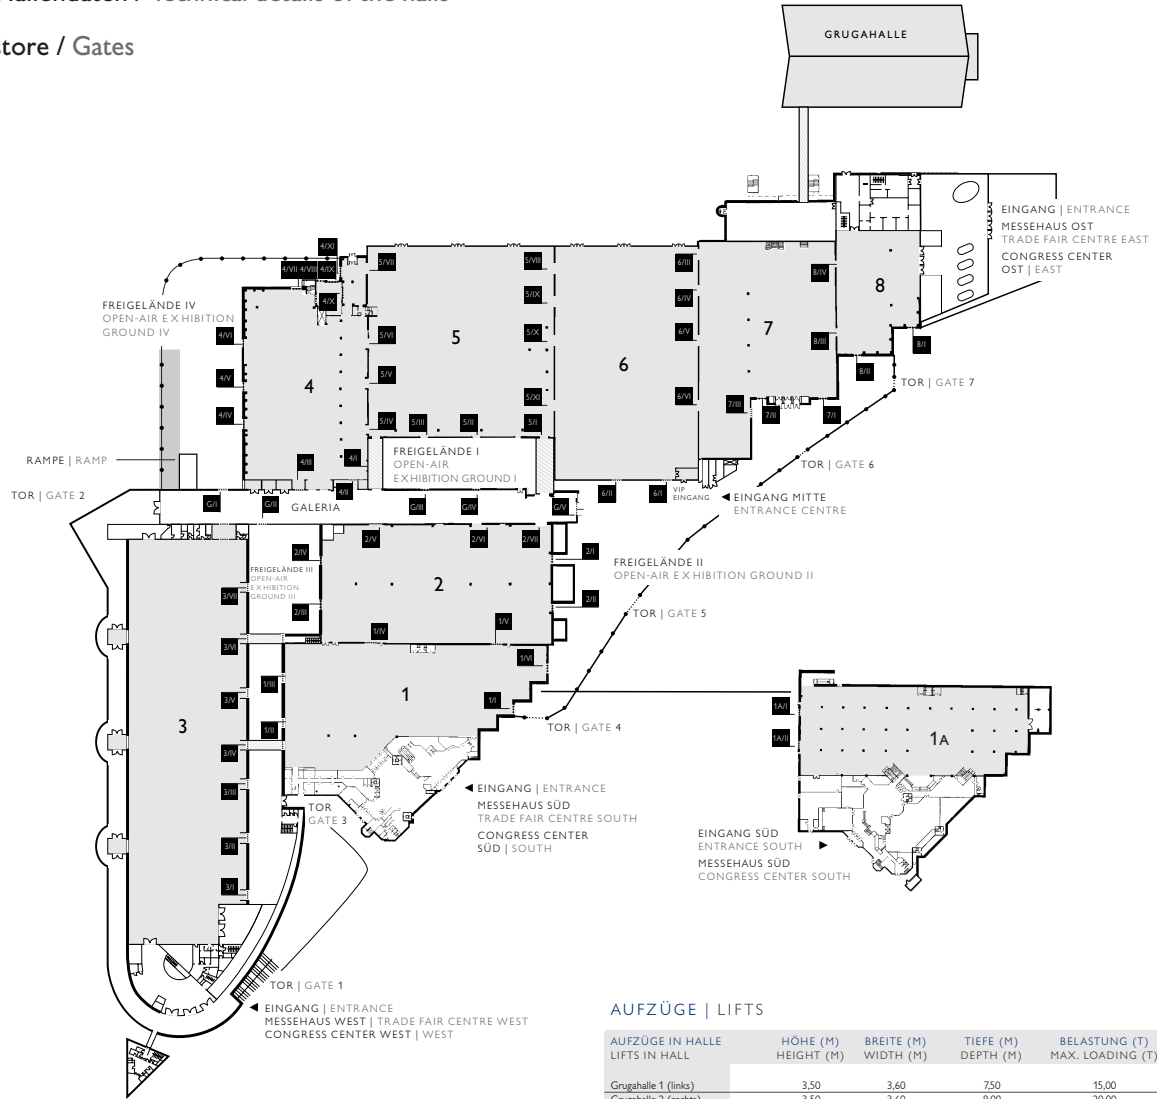 store / Gates
GRUGAHALLE
EINGANG | ENTRANCE
MESSEHAUS OST
TRADE FAIR CENTRE EAST
CONGRESS CENTER
OST | EAST
4/XI
4/VII
4/VIII
4/IX
4/X
5/VII
5/VIII
6/III
8/IV
8
FREIGELÄNDE IV
OPEN-AIR EXHIBITION
GROUND IV
5/IX
6/IV
4/VI
5/VI
5
5/X
6/V
7
8/III
8/I
6
4/V
4
5/V
8/II
TOR | GATE 7
4/IV
5/IV
5/III
5/II
5/XI
5/I
6/VI
7/III
7/II
7/I
RAMPE | RAMP
4/III
4/I
FREIGELÄNDE I
OPEN-AIR
EXHIBITION GROUND I
TOR | GATE 6
TOR | GATE 2
G/I
G/II
GALERIA
4/II
G/III
G/IV
G/V
6/II
6/I
VIP
EINGANG
EINGANG MITTE
ENTRANCE CENTRE
2/IV
2/V
2/VI
2/VII
2/I
FREIGELÄNDE III
OPEN-AIR
EXHIBITION
GROUND III
2
FREIGELÄNDE II
OPEN-AIR EXHIBITION GROUND II
3/VII
2/III
2/II
TOR | GATE 5
1/IV
1/V
3/VI
1/VI
1/III
1
1/I
3/V
3
1/II
TOR | GATE 4
1A/I
1A/II
1A
3/IV
3/III
EINGANG | ENTRANCE
MESSEHAUS SÜD
TRADE FAIR CENTRE SOUTH
CONGRESS CENTER
SÜD | SOUTH
TOR
GATE 3
EINGANG SÜD
ENTRANCE SOUTH
MESSEHAUS SÜD
CONGRESS CENTER SOUTH
3/II
3/I
TOR | GATE 1
EINGANG | ENTRANCE
MESSEHAUS WEST | TRADE FAIR CENTRE WEST
CONGRESS CENTER WEST | WEST
AUFZÜGE | LIFTS
AUFZÜGE IN HALLE HÖHE (M) BREITE (M) TIEFE (M) BELASTUNG (T)
LIFTS IN HALL HEIGHT (M) WIDTH (M) DEPTH (M) MAX. LOADING (T)
Grugahalle 1 (links) 3,50 3,60 7,50 15,00